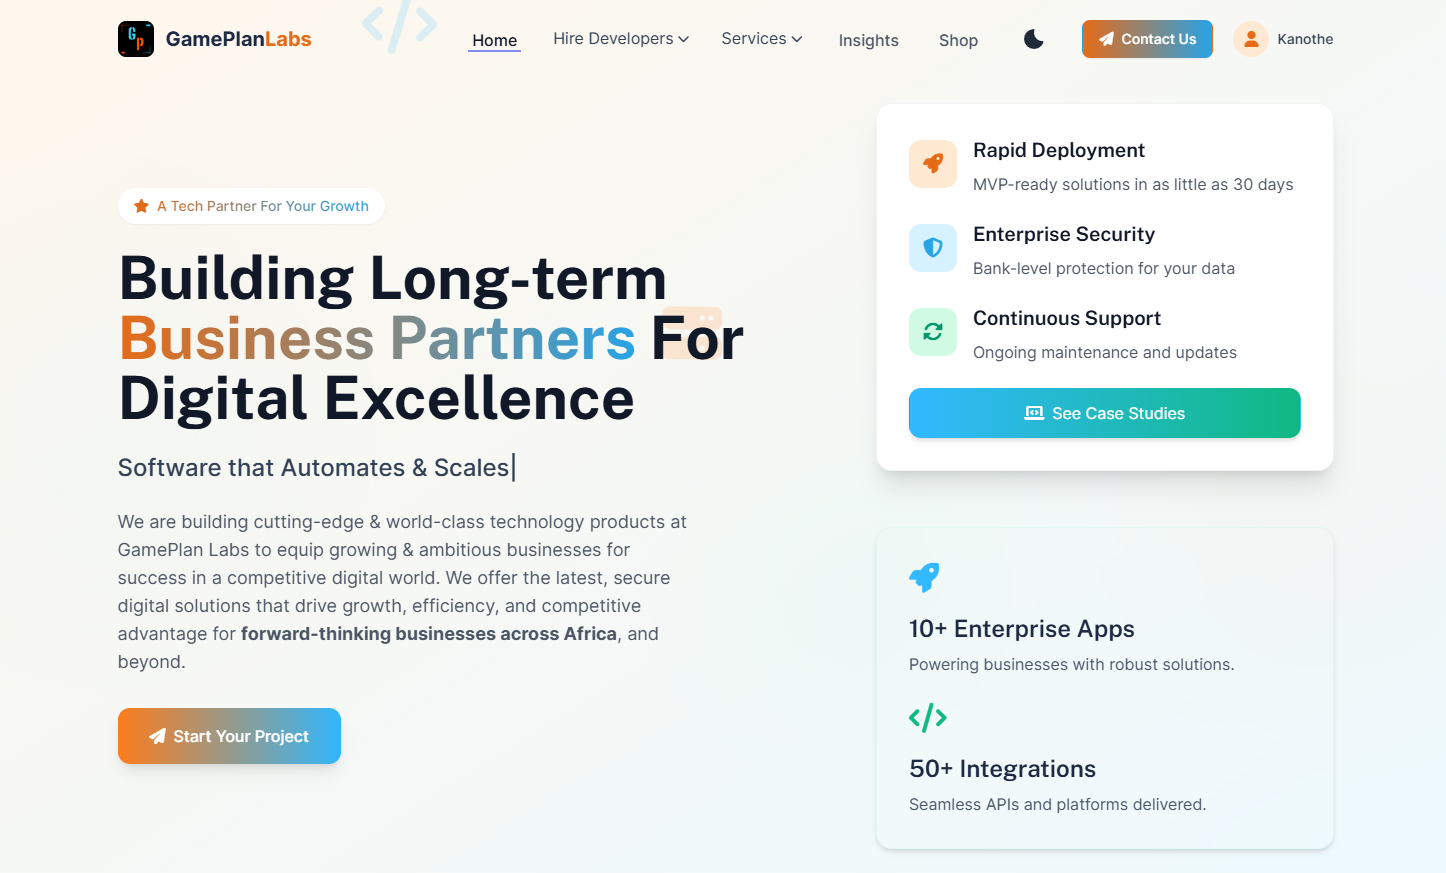 Gp GamePlanLabs
Home Hire Developers Services Insights Shop Contact Us Kanothe
A Tech Partner For Your Growth
Building Long-term
Business Partners For
Digital Excellence
Software that Automates & Scales|
We are building cutting-edge & world-class technology products at
GamePlan Labs to equip growing & ambitious businesses for
success in a competitive digital world. We offer the latest, secure
digital solutions that drive growth, efficiency, and competitive
advantage for forward-thinking businesses across Africa, and
beyond.
Start Your Project
Rapid Deployment
MVP-ready solutions in as little as 30 days
Enterprise Security
Bank-level protection for your data
Continuous Support
Ongoing maintenance and updates
See Case Studies
10+ Enterprise Apps
Powering businesses with robust solutions.
50+ Integrations
Seamless APIs and platforms delivered.